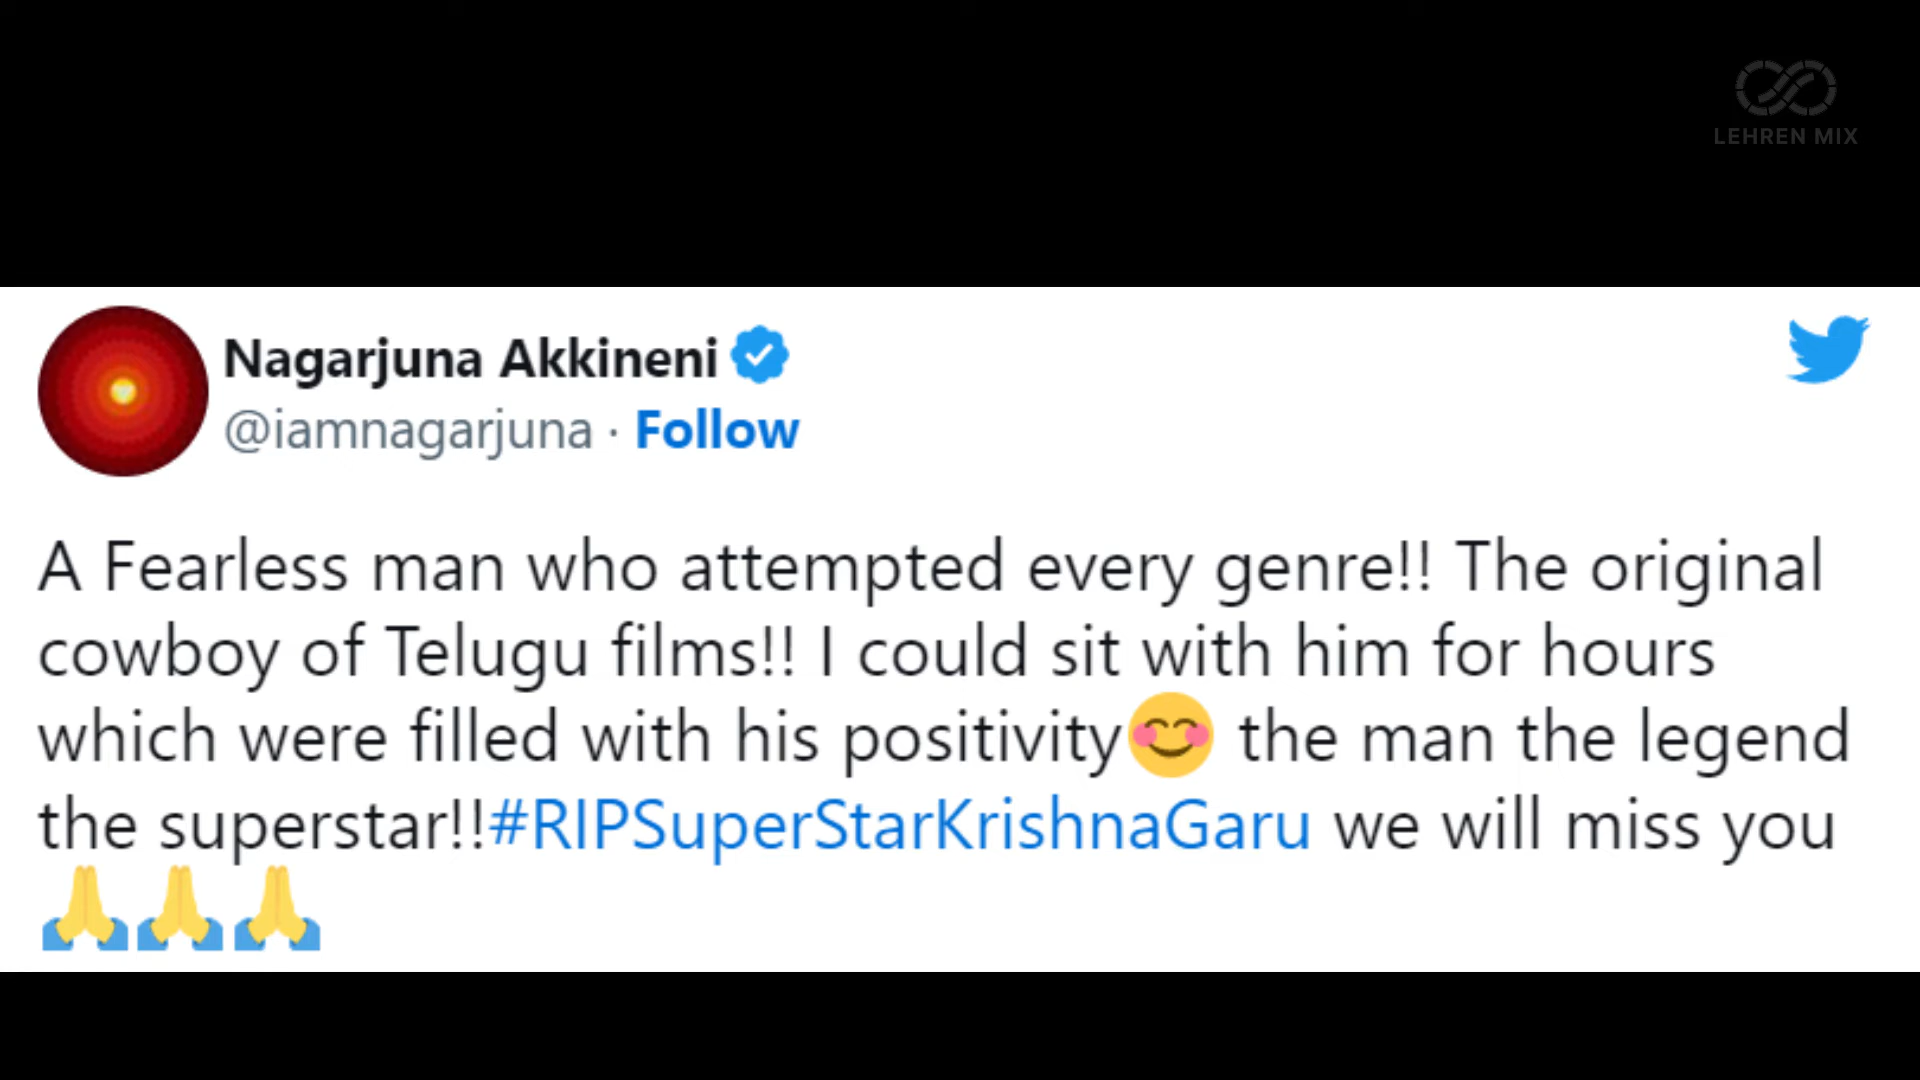 LEHREN MIX
Nagarjuna Akkineni
@iamnagarjuna · Follow
A Fearless man who attempted every genre!! The original
cowboy of Telugu films!! I could sit with him for hours
which were filled with his positivity😊 the man the legend
the superstar!!#RIPSuperStarKrishnaGaru we will miss you
🙏🙏🙏